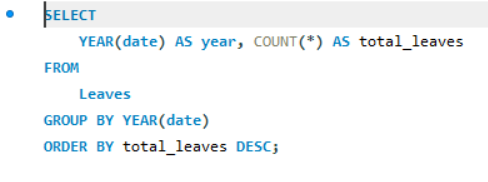 SELECT
YEAR(date) AS year, COUNT(*) AS total_leaves
FROM
Leaves
GROUP BY YEAR(date)
ORDER BY total_leaves DESC;